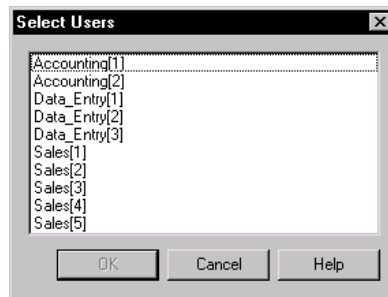 Select Users
Accounting[1]
Accounting[2]
Data_Entry[1]
Data_Entry[2]
Data_Entry[3]
Sales[1]
Sales[2]
Sales[3]
Sales[4]
Sales[5]
OK Cancel Help